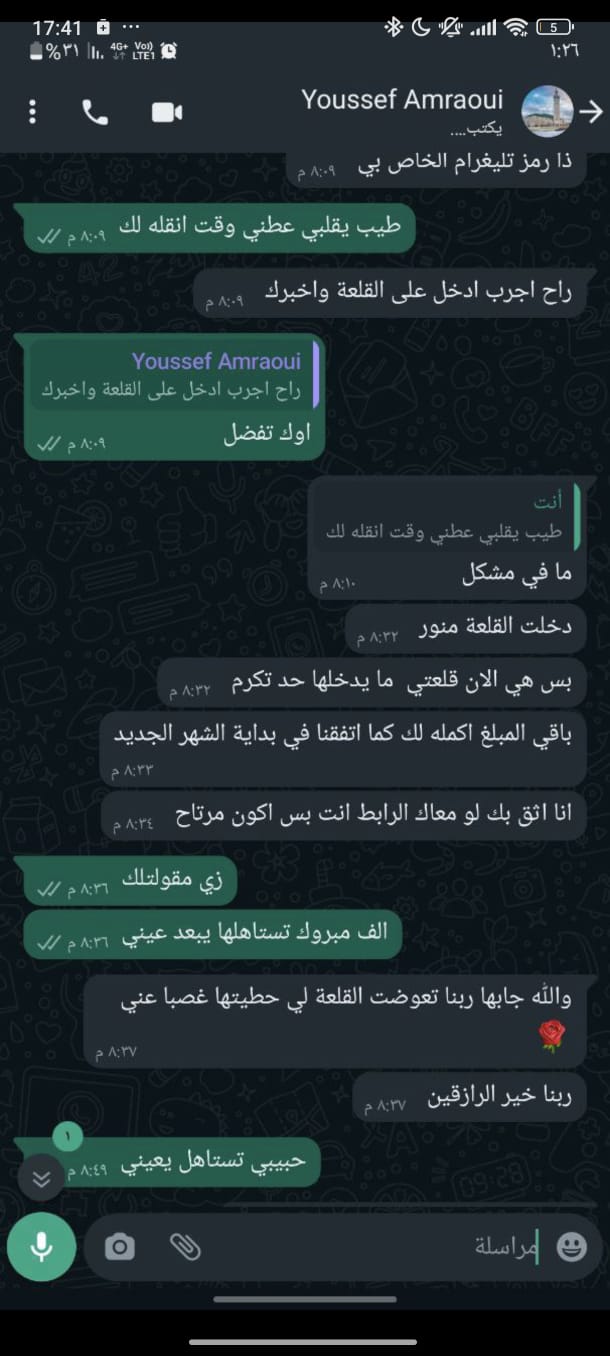 17:41
5
٣١%
4G+ Vo))
LTE1
١:٢٦
Youssef Amraoui
يكتب....
ذا رمز تليغرام الخاص بي
٨:٠٩ م
طيب يقلبي عطني وقت انقله لك
٨:٠٩ م
راح اجرب ادخل على القلعة واخبرك
٨:٠٩ م
Youssef Amraoui
راح اجرب ادخل على القلعة واخبرك
اوك تفضل
٨:٠٩ م
أنت
طيب يقلبي عطني وقت انقله لك
ما في مشكل
٨:١٠ م
دخلت القلعة منور
٨:٣٢ م
بس هي الان قلعتي ما يدخلها حد تكرم
٨:٣٢ م
باقي المبلغ اكمله لك كما اتفقنا في بداية الشهر الجديد
٨:٣٣ م
انا اثق بك لو معاك الرابط انت بس اكون مرتاح
٨:٣٤ م
زي مقولتلك
٨:٣٦ م
الف مبروك تستاهلها يبعد عيني
٨:٣٦ م
والله جابها ربنا تعوضت القلعة لي حطيتها غصبا عني
🌹
٨:٣٧ م
ربنا خير الرازقين
٨:٣٧ م
١
حبيبي تستاهل يعيني
٨:٤٩ م
مراسلة